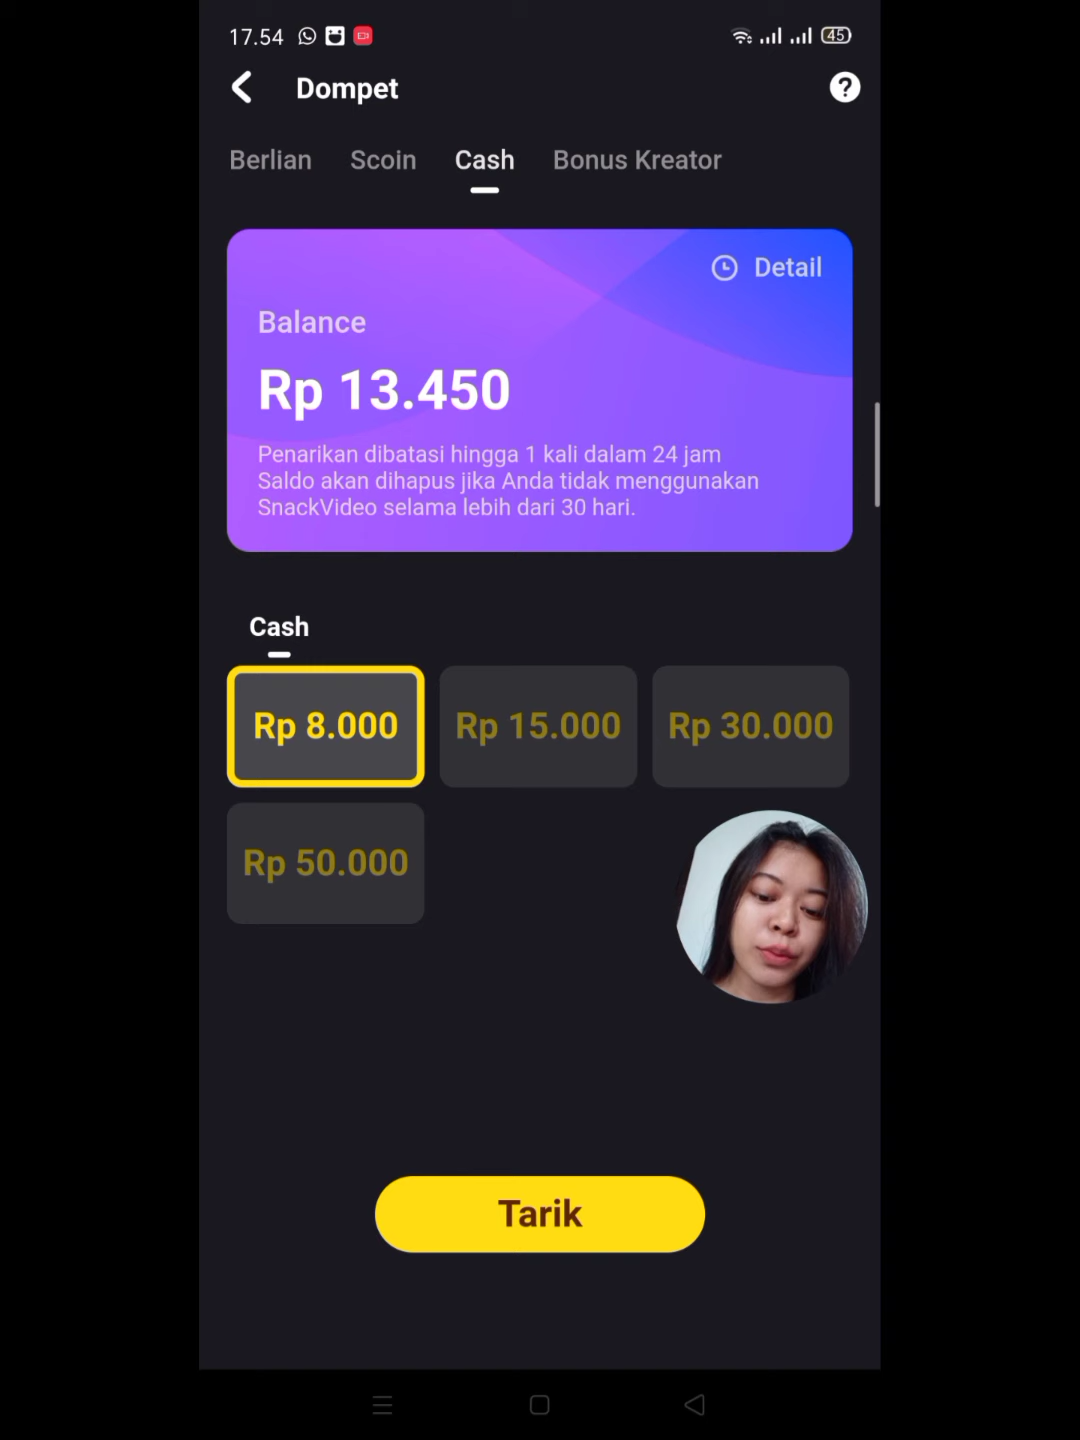 17.54
45
Dompet
?
Berlian Scoin Cash Bonus Kreator
Detail
Balance
Rp 13.450
Penarikan dibatasi hingga 1 kali dalam 24 jam
Saldo akan dihapus jika Anda tidak menggunakan
SnackVideo selama lebih dari 30 hari.
Cash
Rp 8.000 Rp 15.000 Rp 30.000
Rp 50.000
Tarik